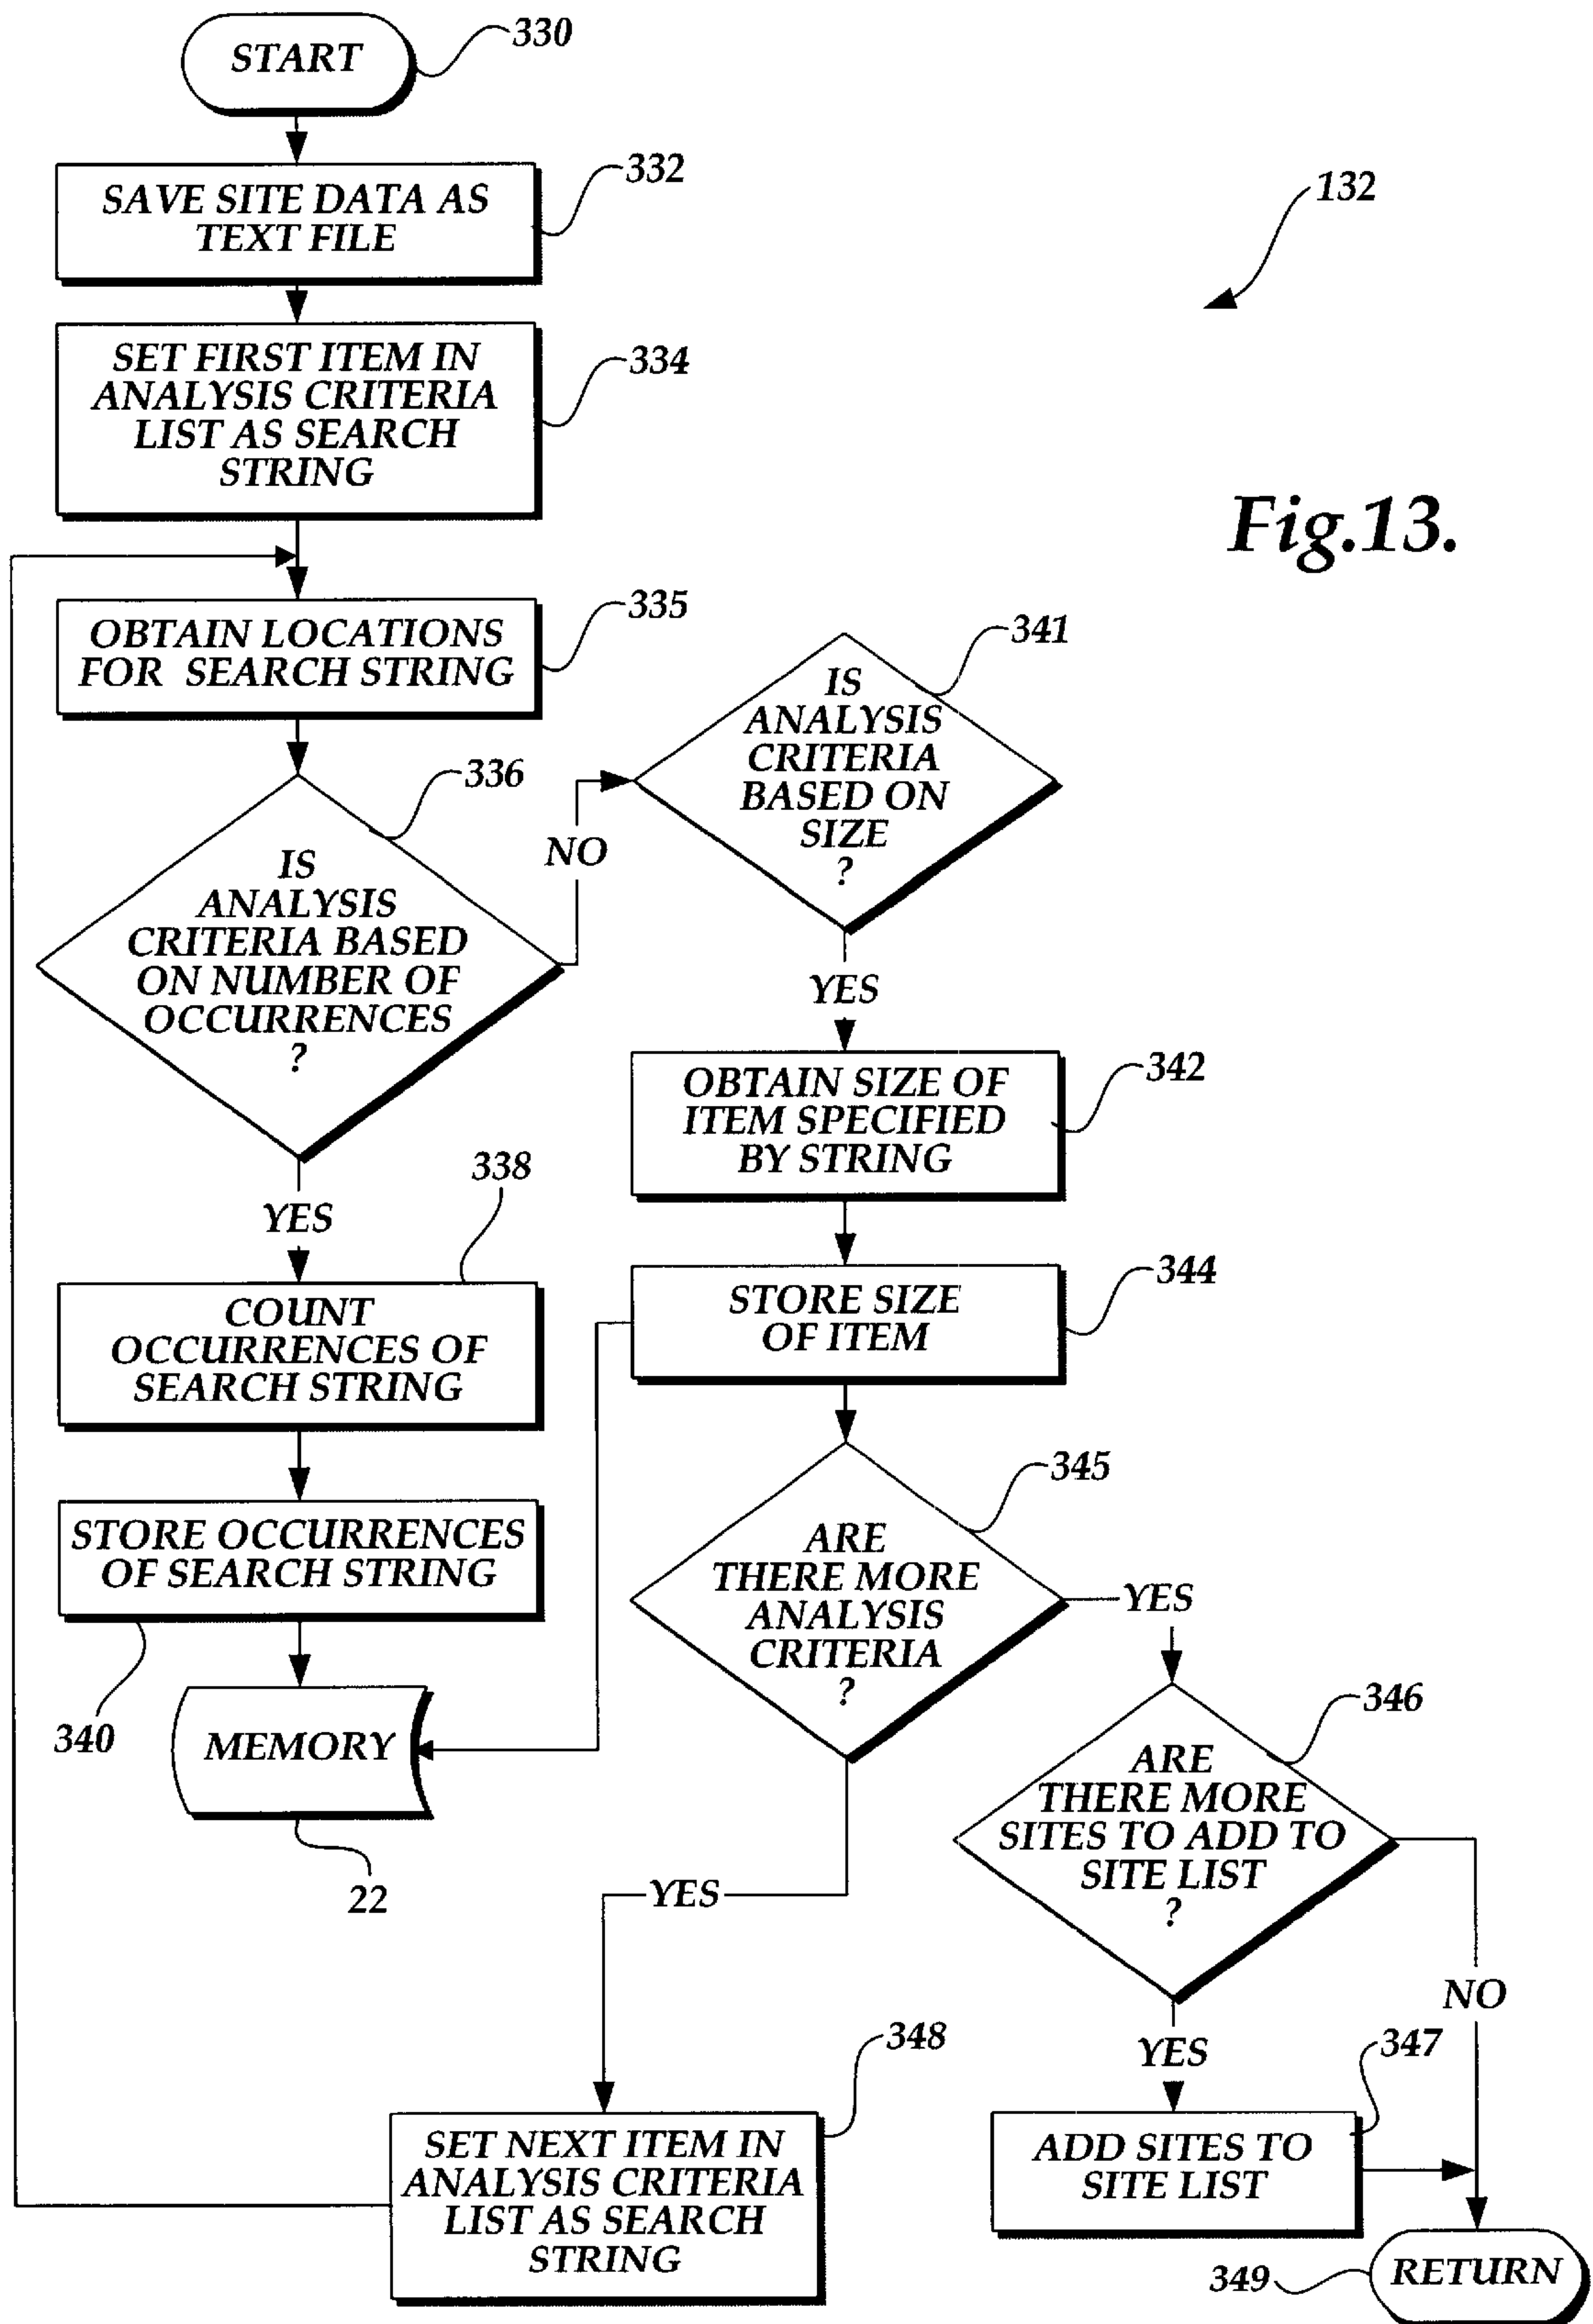 START
330
SAVE SITE DATA AS
TEXT FILE
332
132
SET FIRST ITEM IN
ANALYSIS CRITERIA
LIST AS SEARCH
STRING
334
Fig.13.
OBTAIN LOCATIONS
FOR SEARCH STRING
335
IS
ANALYSIS
CRITERIA BASED
ON NUMBER OF
OCCURRENCES
?
336
NO
IS
ANALYSIS
CRITERIA
BASED ON
SIZE
?
341
YES
OBTAIN SIZE OF
ITEM SPECIFIED
BY STRING
342
YES
338
COUNT
OCCURRENCES OF
SEARCH STRING
STORE SIZE
OF ITEM
344
STORE OCCURRENCES
OF SEARCH STRING
340
MEMORY
22
ARE
THERE MORE
ANALYSIS
CRITERIA
?
345
YES
ARE
THERE MORE
SITES TO ADD TO
SITE LIST
?
346
YES
NO
YES
347
348
SET NEXT ITEM IN
ANALYSIS CRITERIA
LIST AS SEARCH
STRING
ADD SITES TO
SITE LIST
349
RETURN